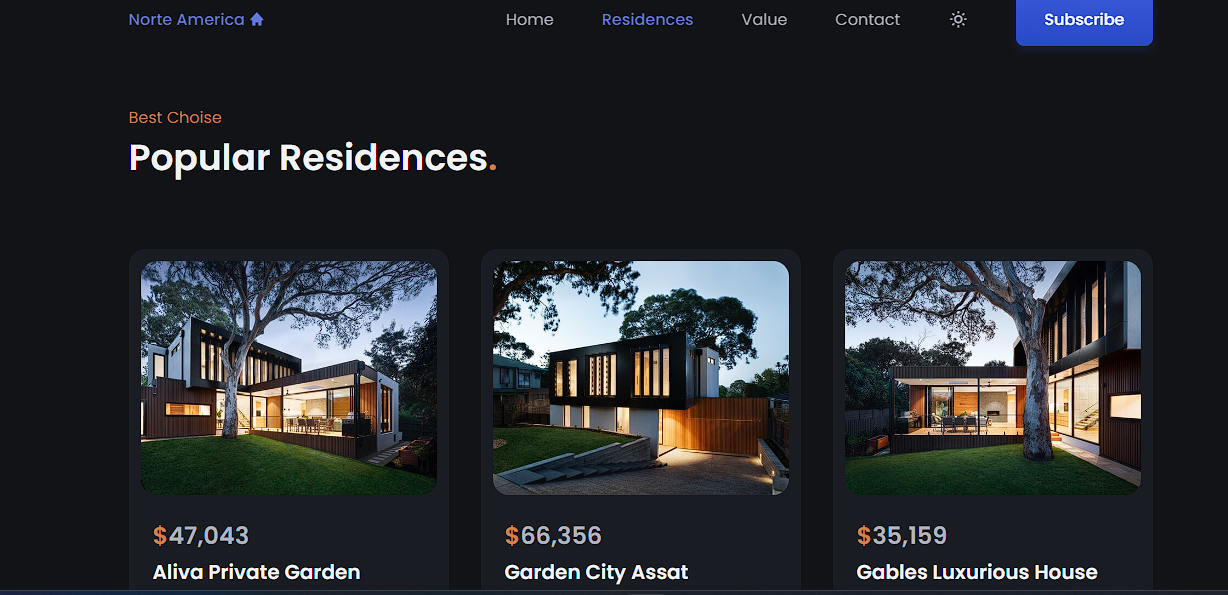 Norte America
Home Residences Value Contact Subscribe
Best Choise
Popular Residences.
$47,043 $66,356 $35,159
Aliva Private Garden Garden City Assat Gables Luxurious House